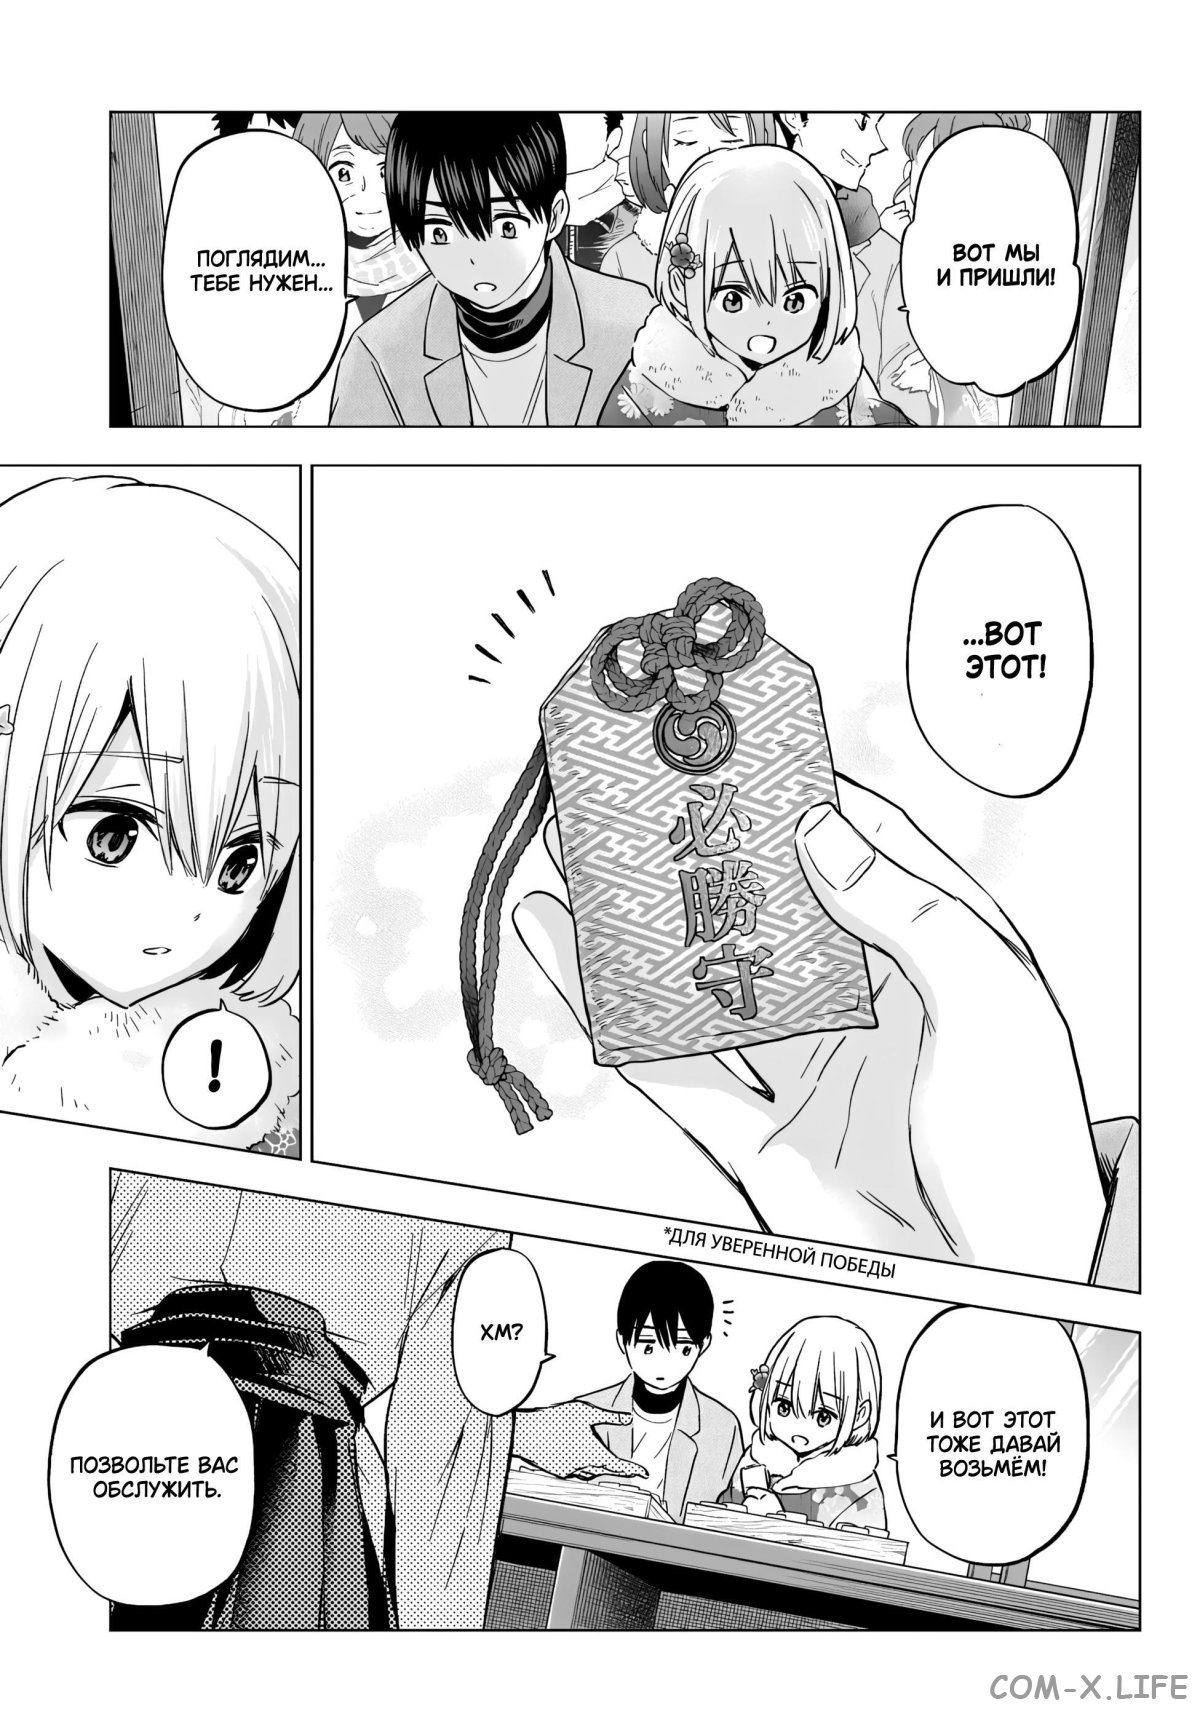 ВОТ МЫ
И ПРИШЛИ!
ПОГЛЯДИМ...
ТЕБЕ НУЖЕН...
...ВОТ
ЭТОТ!
必勝守
*ДЛЯ УВЕРЕННОЙ ПОБЕДЫ
!
И ВОТ ЭТОТ
ТОЖЕ ДАВАЙ
ВОЗЬМЁМ!
ХМ?
ПОЗВОЛЬТЕ ВАС
ОБСЛУЖИТЬ.
COM-X.LIFE